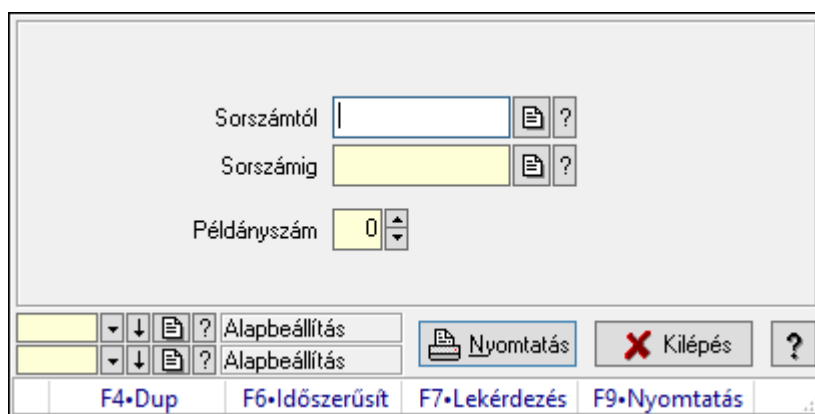 Sorszámtól ?
Sorszámig ?
Példányszám 0
? Alapbeállítás
? Alapbeállítás
Nyomtatás Kilépés ?
F4•Dup F6•Időszerűsít F7•Lekérdezés F9•Nyomtatás